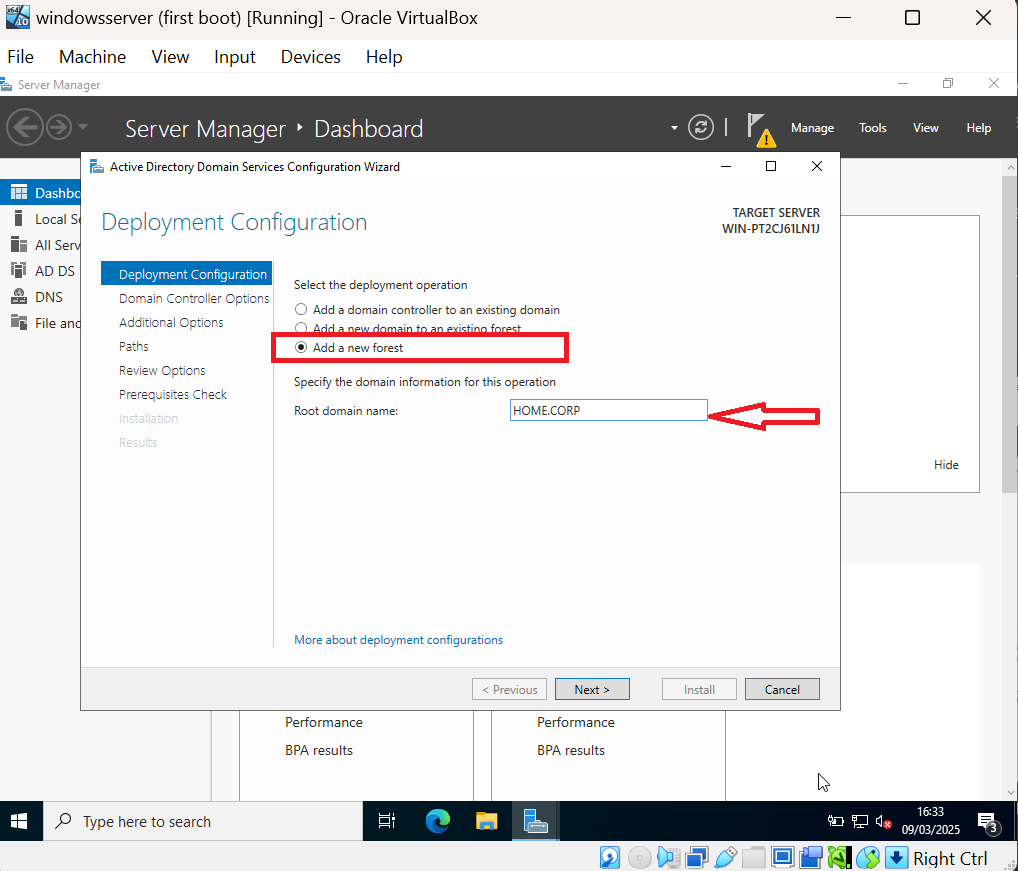 windowsserver (first boot) [Running] - Oracle VirtualBox
File Machine View Input Devices Help
Server Manager
Server Manager Dashboard
Manage Tools View Help
Active Directory Domain Services Configuration Wizard
Deployment Configuration
TARGET SERVER
WIN-PT2CJ61LN1J
Dashbo
Local Se
All Serv
AD DS
DNS
File and
Deployment Configuration
Domain Controller Options
Additional Options
Paths
Review Options
Prerequisites Check
Installation
Results
Select the deployment operation
Add a domain controller to an existing domain
Add a new domain to an existing forest
Add a new forest
Specify the domain information for this operation
Root domain name: HOME.CORP
Hide
More about deployment configurations
< Previous Next > Install Cancel
Performance Performance
BPA results BPA results
Type here to search
16:33
09/03/2025
3
Right Ctrl